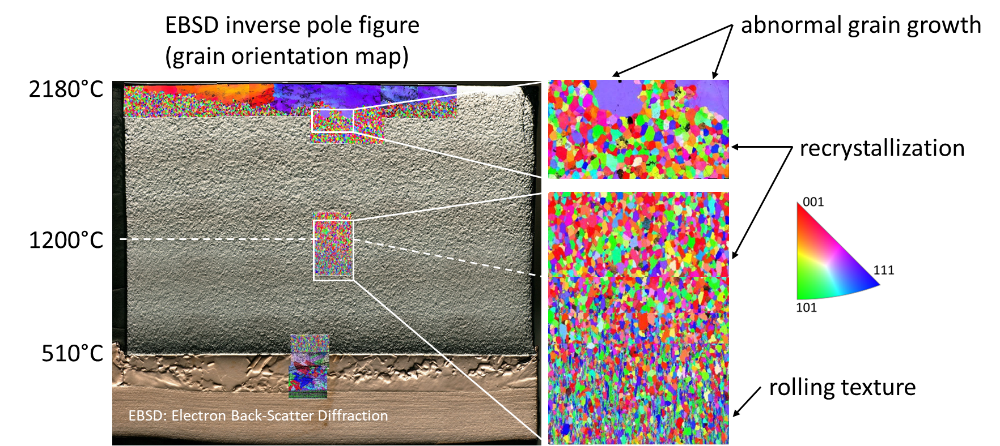 EBSD inverse pole figure
(grain orientation map)
abnormal grain growth
2180°C
recrystallization
001
1200°C
111
101
510°C
rolling texture
EBSD: Electron Back-Scatter Diffraction